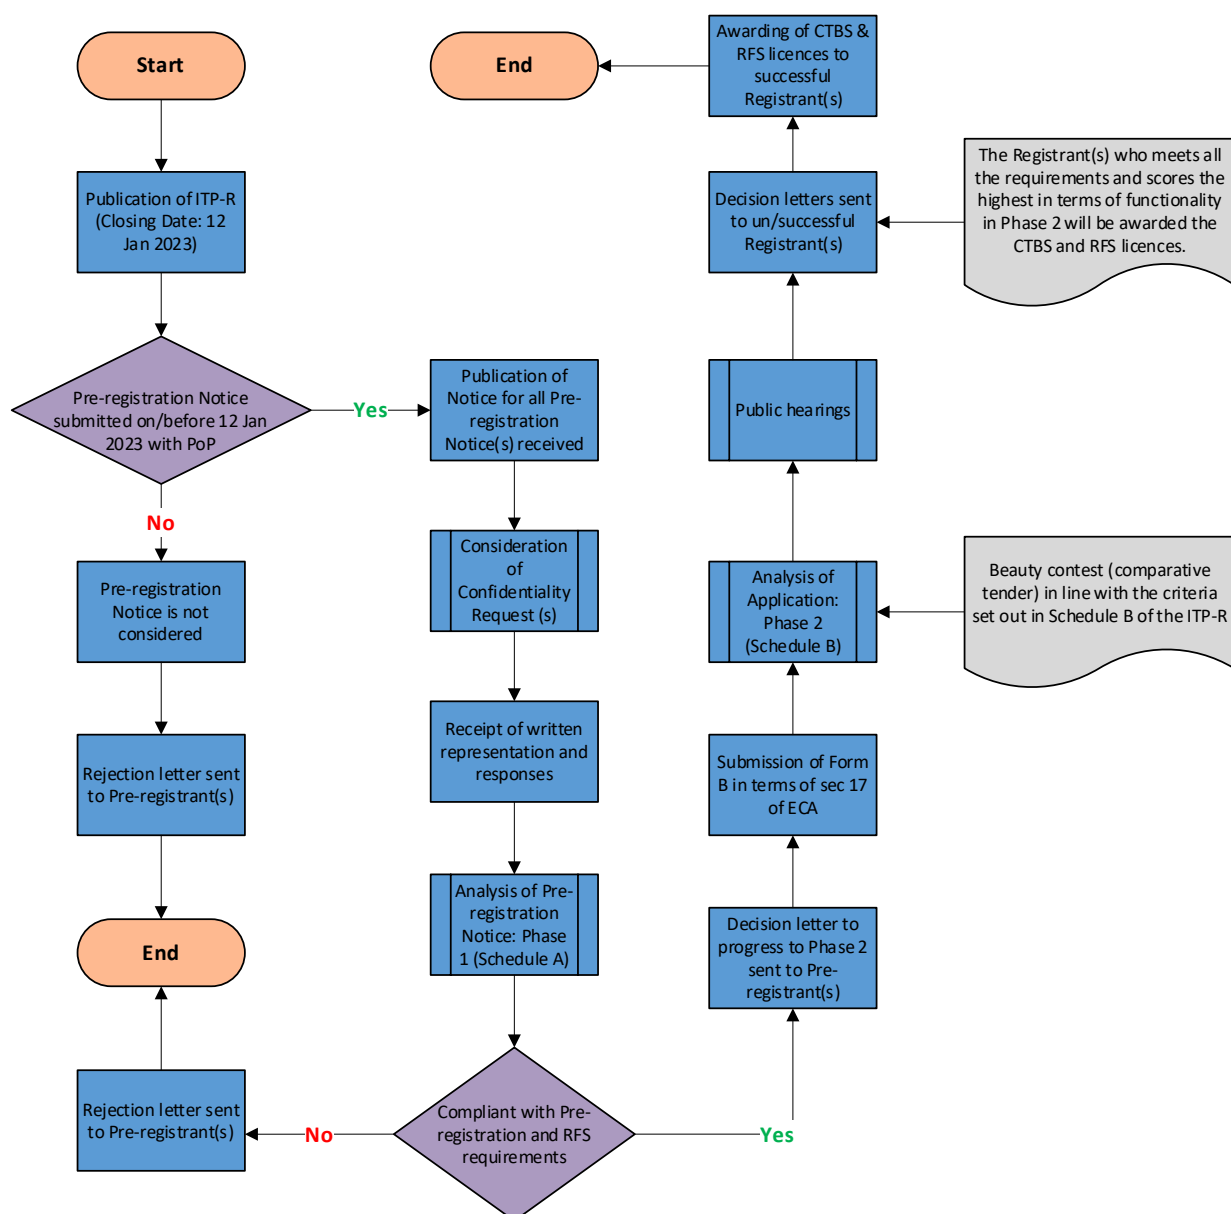 Start
Publication of ITP-R
(Closing Date: 12
Jan 2023)
Pre-registration Notice
submitted on/before 12 Jan
2023 with PoP
Yes
No
Pre-registration
Notice is not
considered
Rejection letter sent
to Pre-registrant(s)
End
Publication of
Notice for all Pre-
registration
Notice(s) received
Consideration
of
Confidentiality
Request (s)
Receipt of written
representation and
responses
Analysis of Pre-
registration
Notice: Phase
1 (Schedule A)
Compliant with Pre-
registration and RFS
requirements
No
Rejection letter sent
to Pre-registrant(s)
Yes
Decision letter to
progress to Phase 2
sent to Pre-
registrant(s)
Submission of Form
B in terms of sec 17
of ECA
Analysis of
Application:
Phase 2
(Schedule B)
Beauty contest (comparative
tender) in line with the criteria
set out in Schedule B of the ITP-R
Public hearings
Decision letters sent
to un/successful
Registrant(s)
The Registrant(s) who meets all
the requirements and scores the
highest in terms of functionality
in Phase 2 will be awarded the
CTBS and RFS licences.
Awarding of CTBS &
RFS licences to
successful
Registrant(s)
End